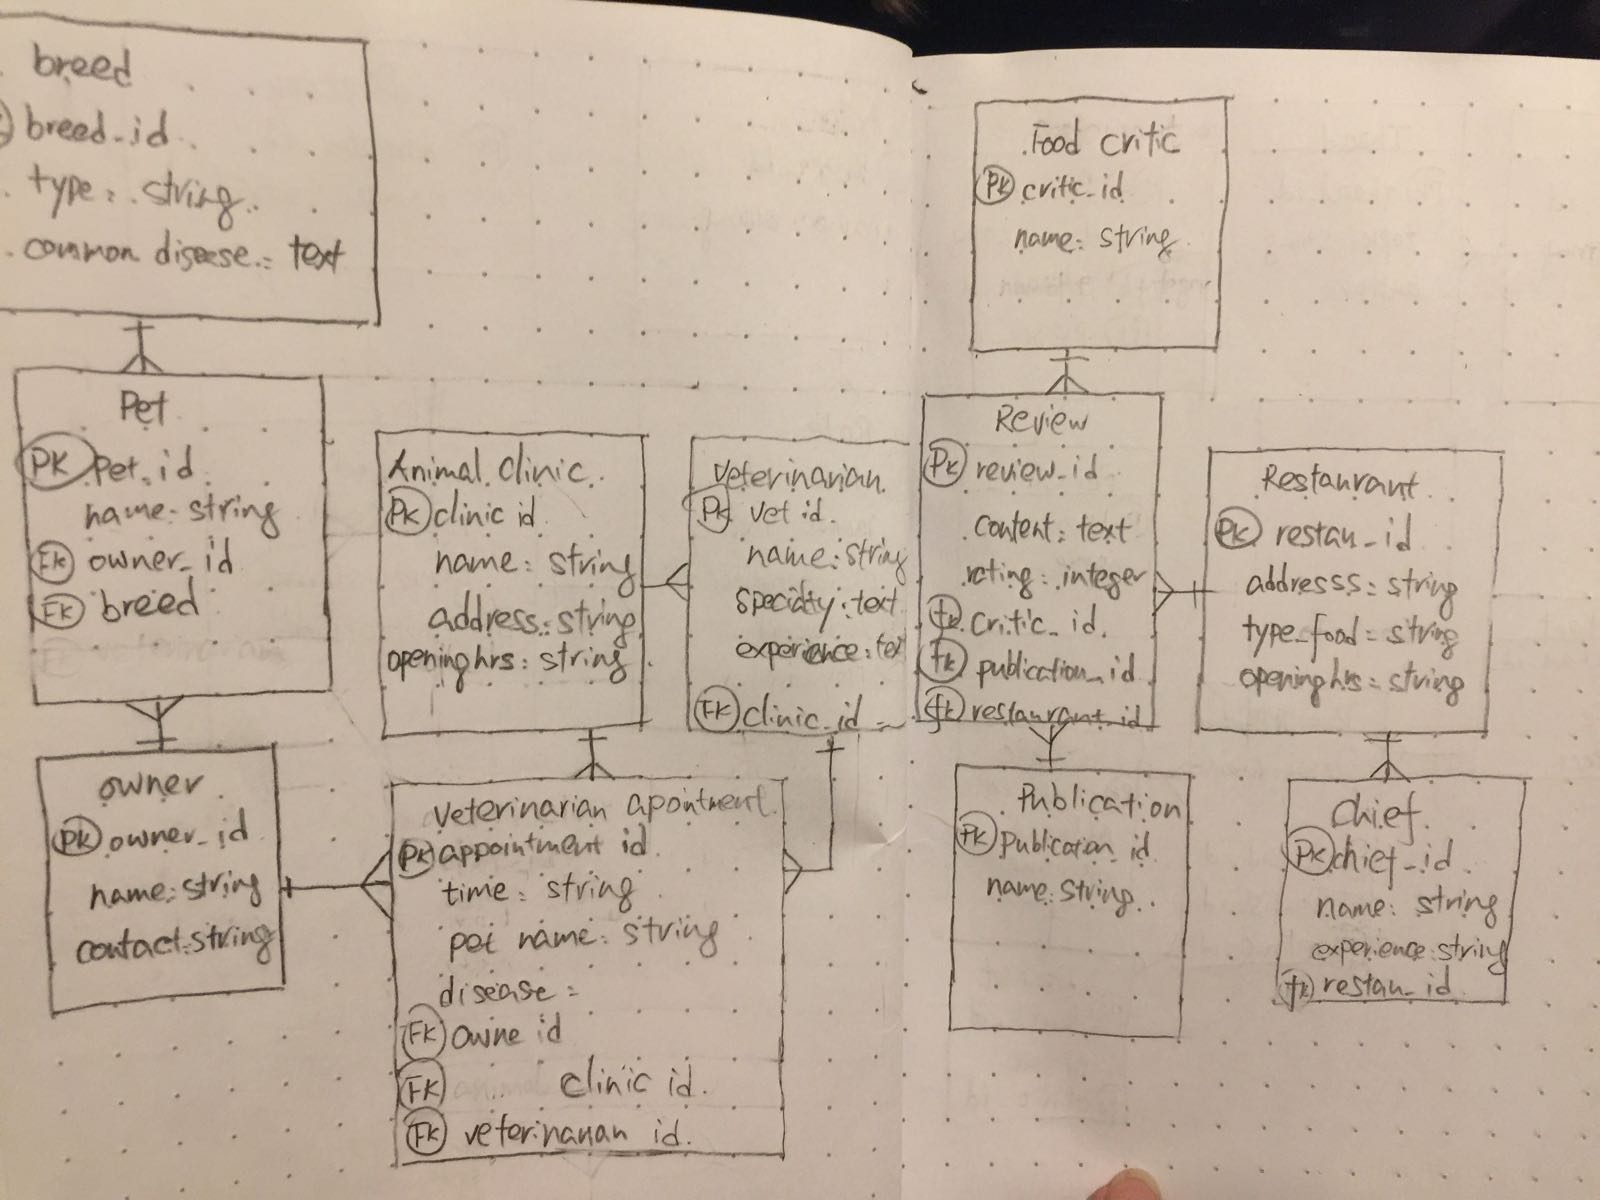 breed
breed_id
type: string
common disease: text
Pet
PK pet_id
name: string
FK owner_id
FK breed
owner
PK owner_id
name: string
contact: string
Animal clinic
PK clinic id
name: string
address: string
opening hrs: string
Veterinarian
PK vet id
name: string
specialty: text
experience: tex
FK clinic_id
Veterinarian apointment
PK appointment id
time: string
pet name: string
disease:
FK owne id
FK clinic id.
FK veterinarian id.
Food critic
PK critic_id
name: string
Review
PK review_id
content: text
rating: integer
fk critic_id
fk publication_id
fk restaurant_id
Restaurant
PK restau_id
addresss: string
type_food: string
opening hrs: string
Publication
PK publication id
name: string
Chief
PK chief_id
name: string
experience: string
fk restau_id